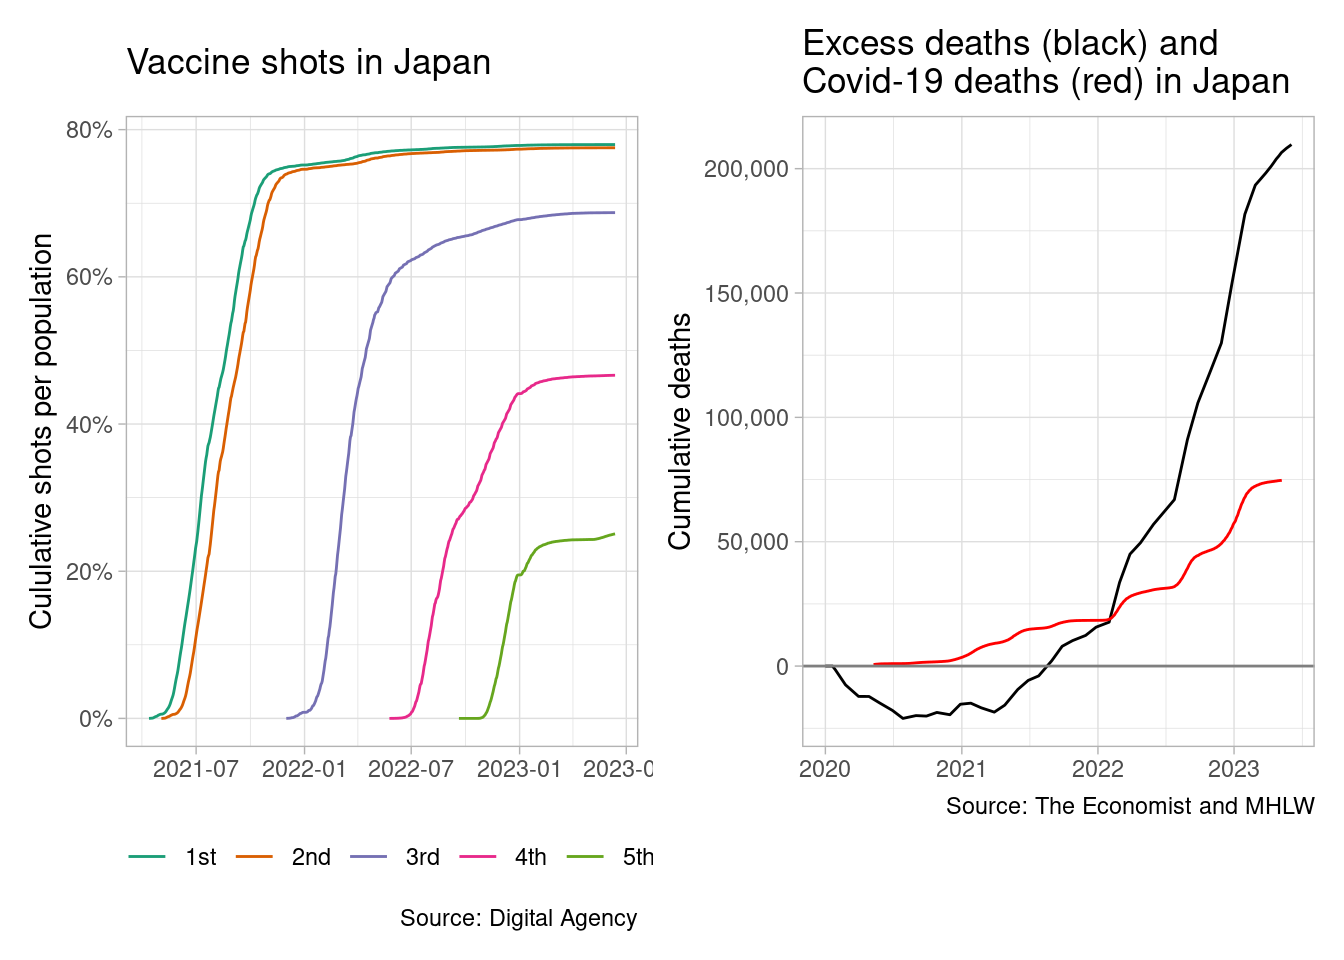 Vaccine shots in Japan
Cululative shots per population
80%
60%
40%
20%
0%
2021-07 2022-01 2022-07 2023-01 2023-0
1st 2nd 3rd 4th 5th
Source: Digital Agency
Excess deaths (black) and
Covid-19 deaths (red) in Japan
Cumulative deaths
200,000
150,000
100,000
50,000
0
2020 2021 2022 2023
Source: The Economist and MHLW